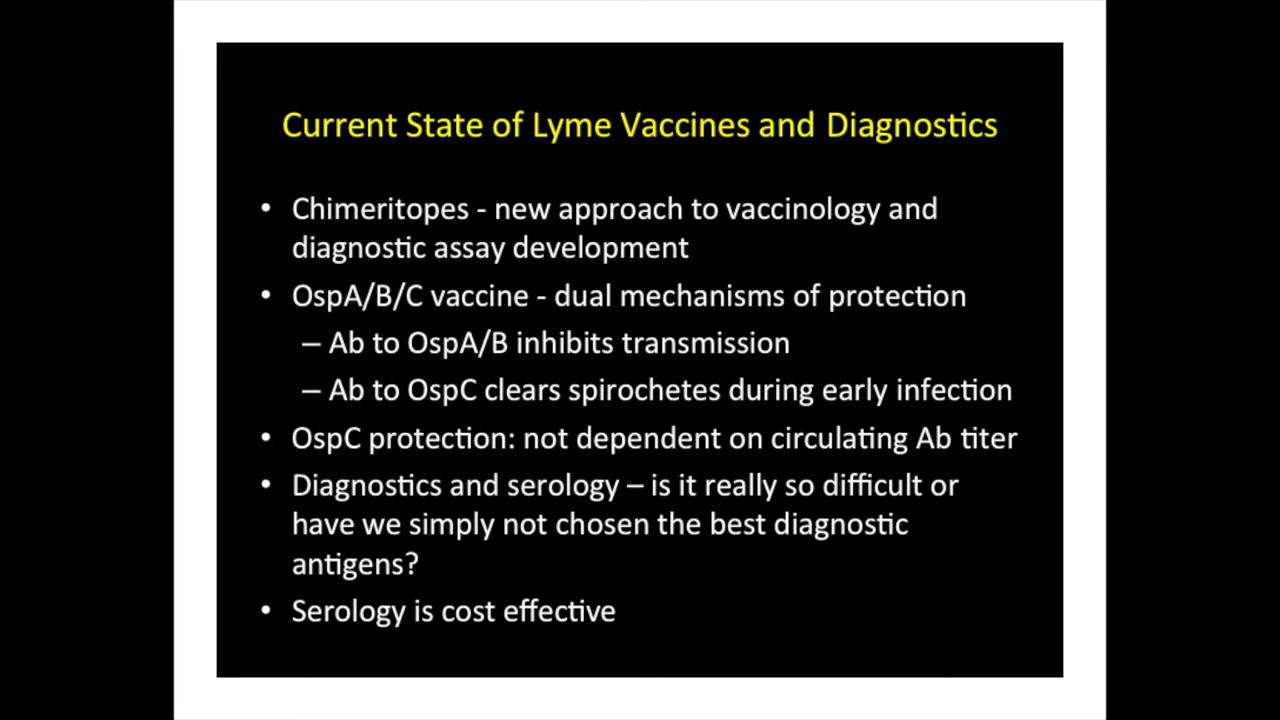 Current State of Lyme Vaccines and Diagnostics
• Chimeritopes - new approach to vaccinology and
diagnostic assay development
• OspA/B/C vaccine - dual mechanisms of protection
– Ab to OspA/B inhibits transmission
– Ab to OspC clears spirochetes during early infection
• OspC protection: not dependent on circulating Ab titer
• Diagnostics and serology – is it really so difficult or
have we simply not chosen the best diagnostic
antigens?
• Serology is cost effective